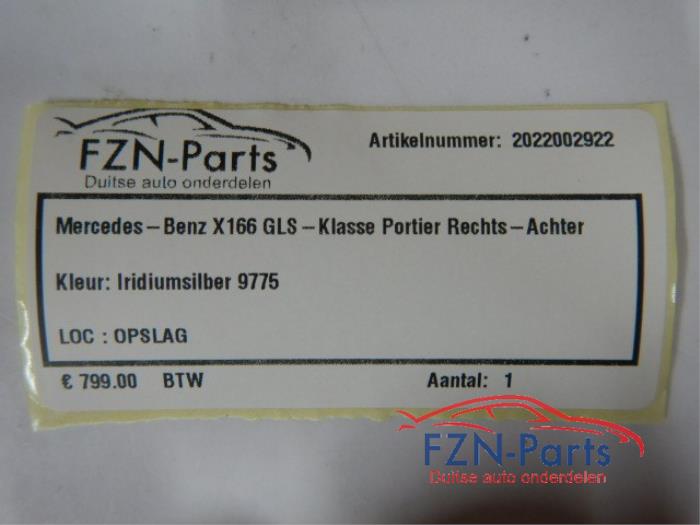 FZN-Parts
Duitse auto onderdelen
Artikelnummer: 2022002922
Mercedes – Benz X166 GLS – Klasse Portier Rechts – Achter
Kleur: Iridiumsilber 9775
LOC : OPSLAG
€ 799.00 BTW Aantal: 1
FZN-Parts
Duitse auto onderdelen